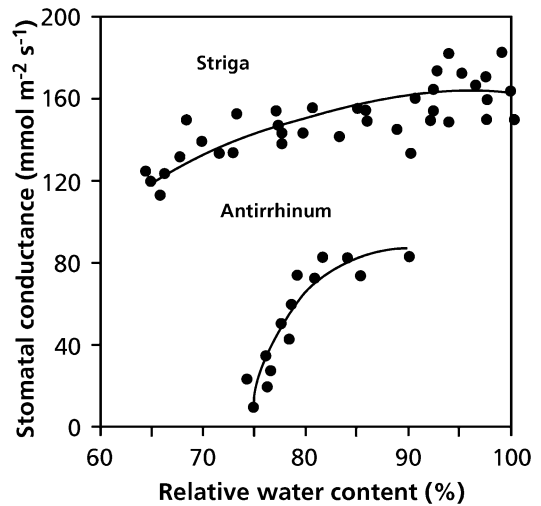 Stomatal conductance (mmol m⁻² s⁻¹)
200
160
120
80
40
0
Striga
Antirrhinum
60 70 80 90 100
Relative water content (%)